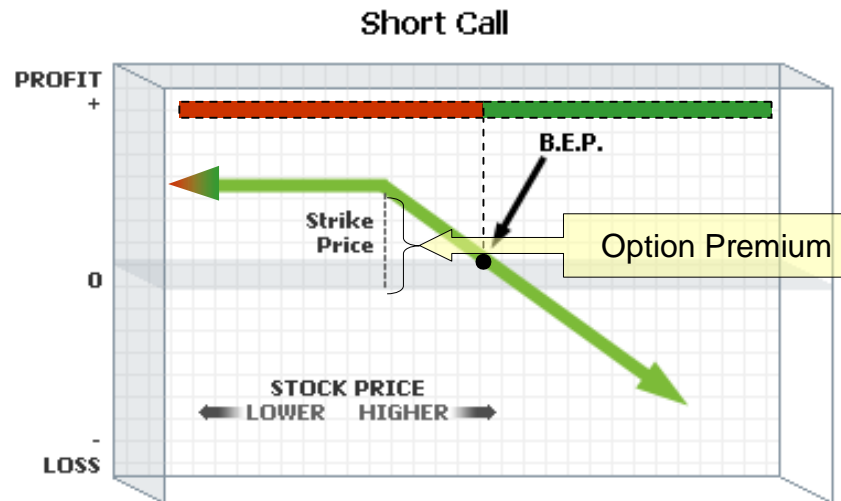 Short Call
PROFIT
+
B.E.P.
Strike
Price
Option Premium
0
STOCK PRICE
LOWER HIGHER
-
LOSS